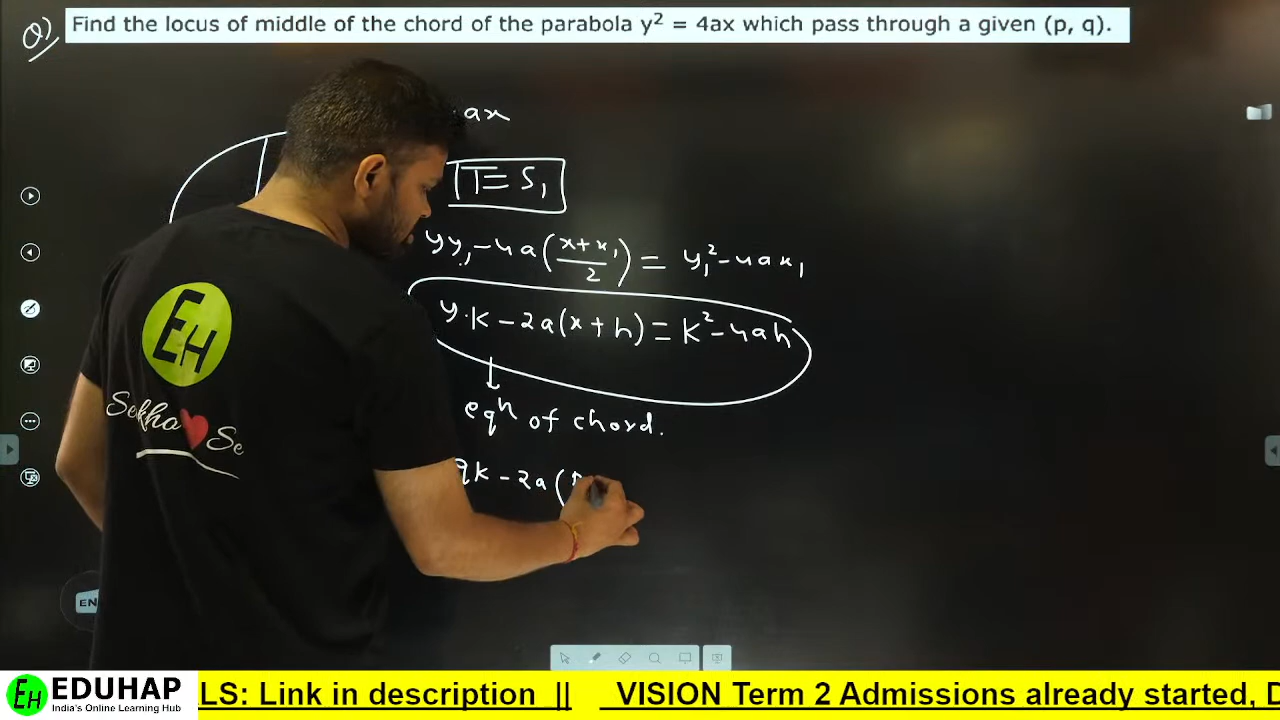 Q) Find the locus of middle of the chord of the parabola y² = 4ax which pass through a given (p, q).
ax
T = S₁
yy₁ - 4a((x+x₁)/2) = y₁² - 4ax₁
y.k - 2a(x + h) = k² - 4ah
↓
eqⁿ of chord.
qk - 2a(
EH
Sekho ❤ Se
EN
EH EDUHAP
India's Online Learning Hub
LS: Link in description || VISION Term 2 Admissions already started, D